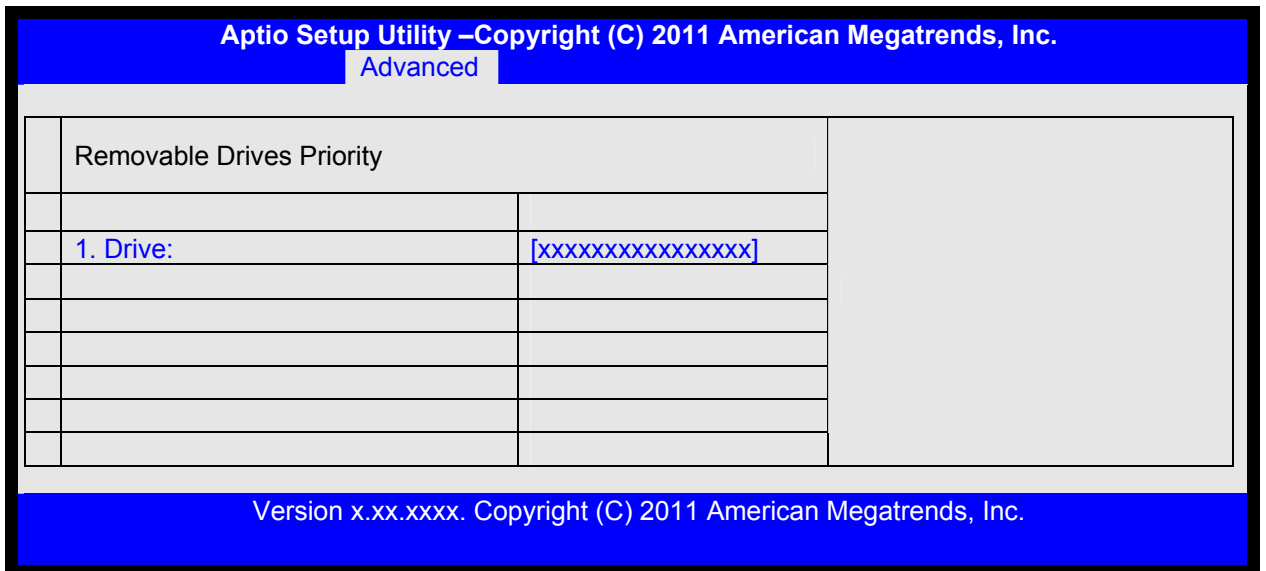 Aptio Setup Utility –Copyright (C) 2011 American Megatrends, Inc.
Advanced
Removable Drives Priority
1. Drive: [xxxxxxxxxxxxxxxx]
Version x.xx.xxxx. Copyright (C) 2011 American Megatrends, Inc.